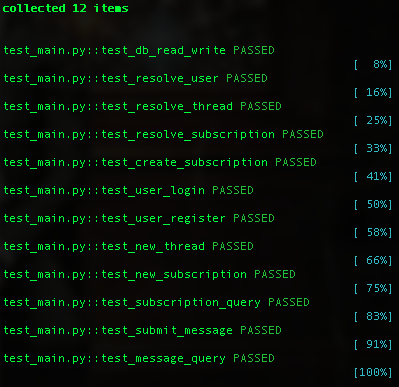 collected 12 items
test_main.py::test_db_read_write PASSED
[  8%]
test_main.py::test_resolve_user PASSED
[ 16%]
test_main.py::test_resolve_thread PASSED
[ 25%]
test_main.py::test_resolve_subscription PASSED
[ 33%]
test_main.py::test_create_subscription PASSED
[ 41%]
test_main.py::test_user_login PASSED
[ 50%]
test_main.py::test_user_register PASSED
[ 58%]
test_main.py::test_new_thread PASSED
[ 66%]
test_main.py::test_new_subscription PASSED
[ 75%]
test_main.py::test_subscription_query PASSED
[ 83%]
test_main.py::test_submit_message PASSED
[ 91%]
test_main.py::test_message_query PASSED
[100%]